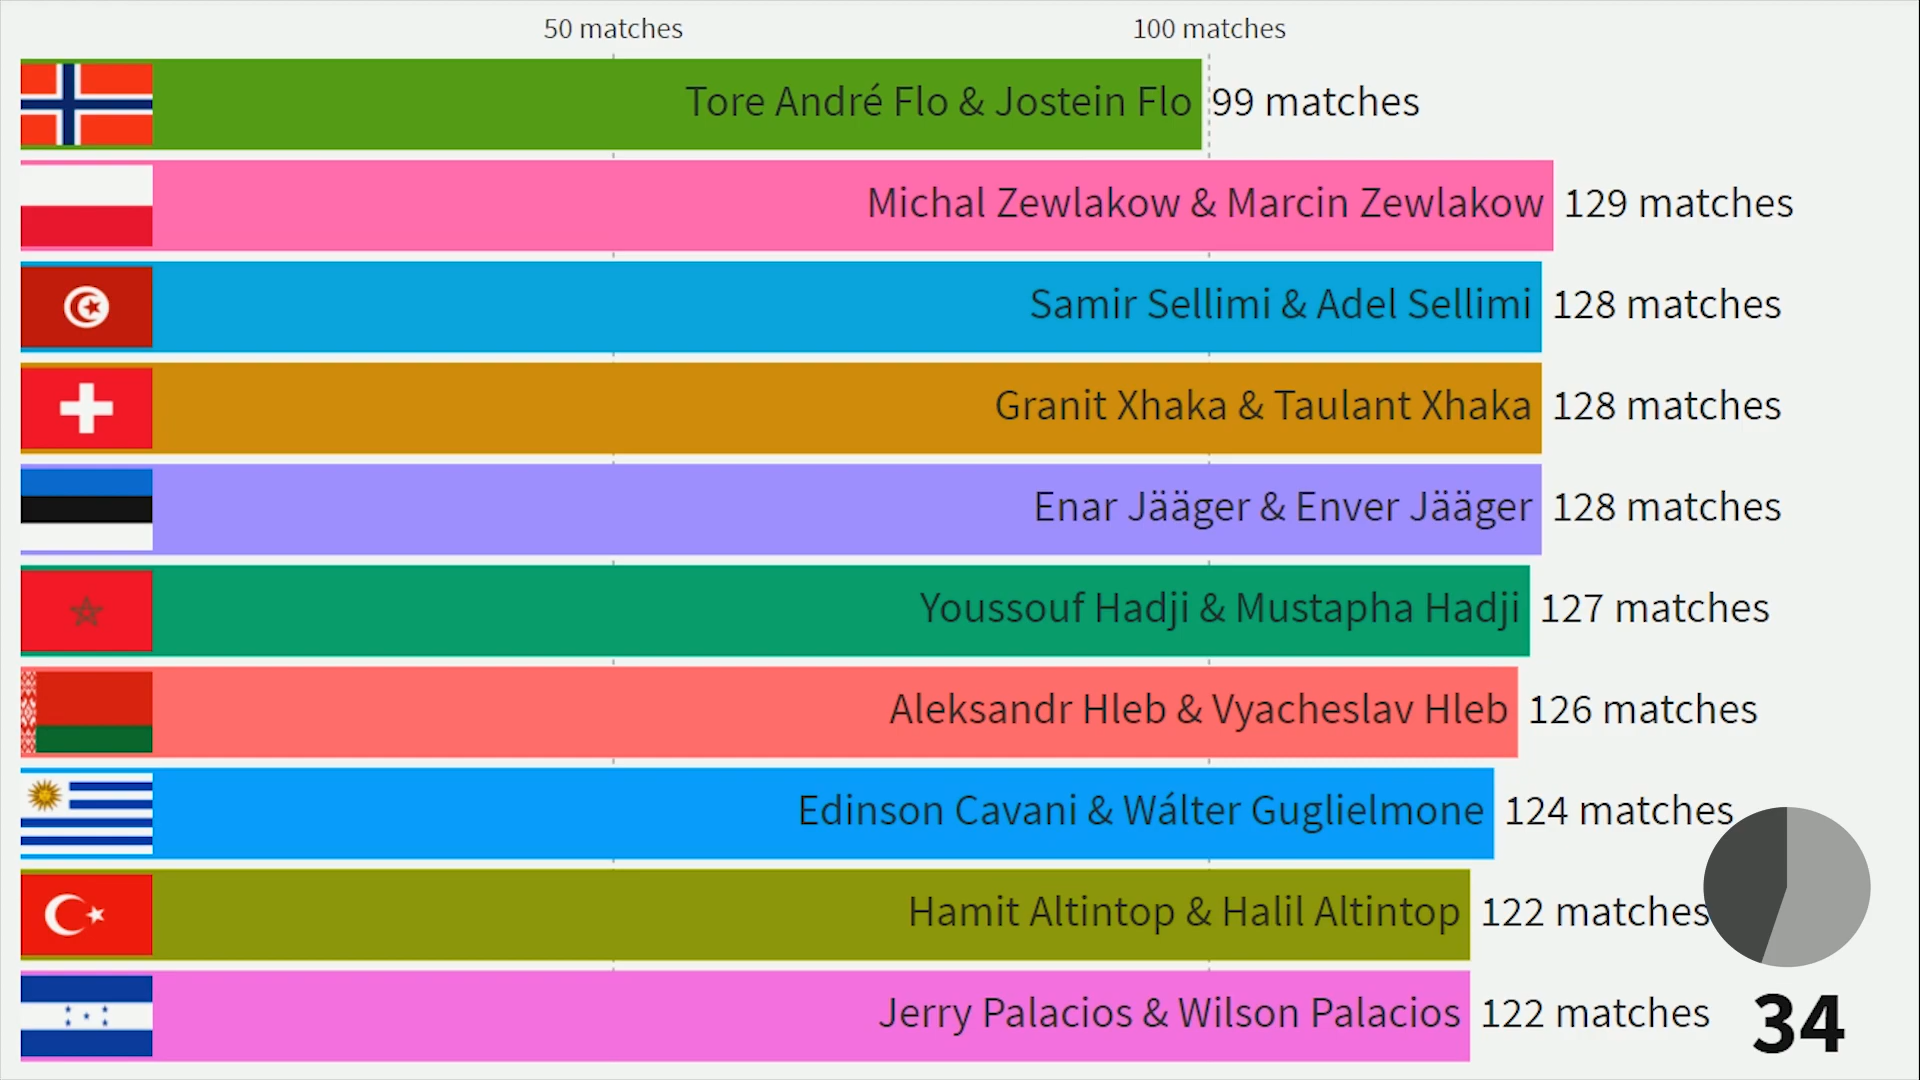 50 matches 100 matches
Tore André Flo & Jostein Flo 99 matches
Michal Zewlakow & Marcin Zewlakow 129 matches
Samir Sellimi & Adel Sellimi 128 matches
Granit Xhaka & Taulant Xhaka 128 matches
Enar Jääger & Enver Jääger 128 matches
Youssouf Hadji & Mustapha Hadji 127 matches
Aleksandr Hleb & Vyacheslav Hleb 126 matches
Edinson Cavani & Wálter Guglielmone 124 matches
Hamit Altintop & Halil Altintop 122 matches
Jerry Palacios & Wilson Palacios 122 matches
34